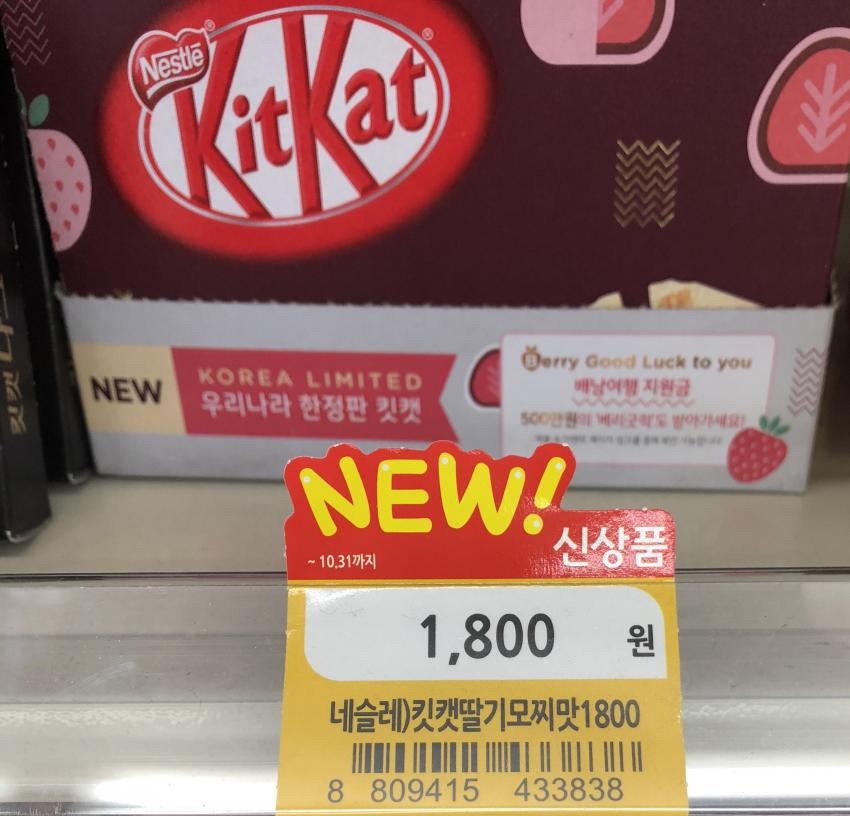 Nestlé
KitKat
NEW
KOREA LIMITED
우리나라 한정판 킷캣
Berry Good Luck to you
배낭여행 지원금
500만원의 '베리굿럭'도 받아가세요!
킷캣
NEW!
~ 10.31까지
신상품
1,800 원
네슬레)킷캣딸기모찌맛1800
8 809415 433838